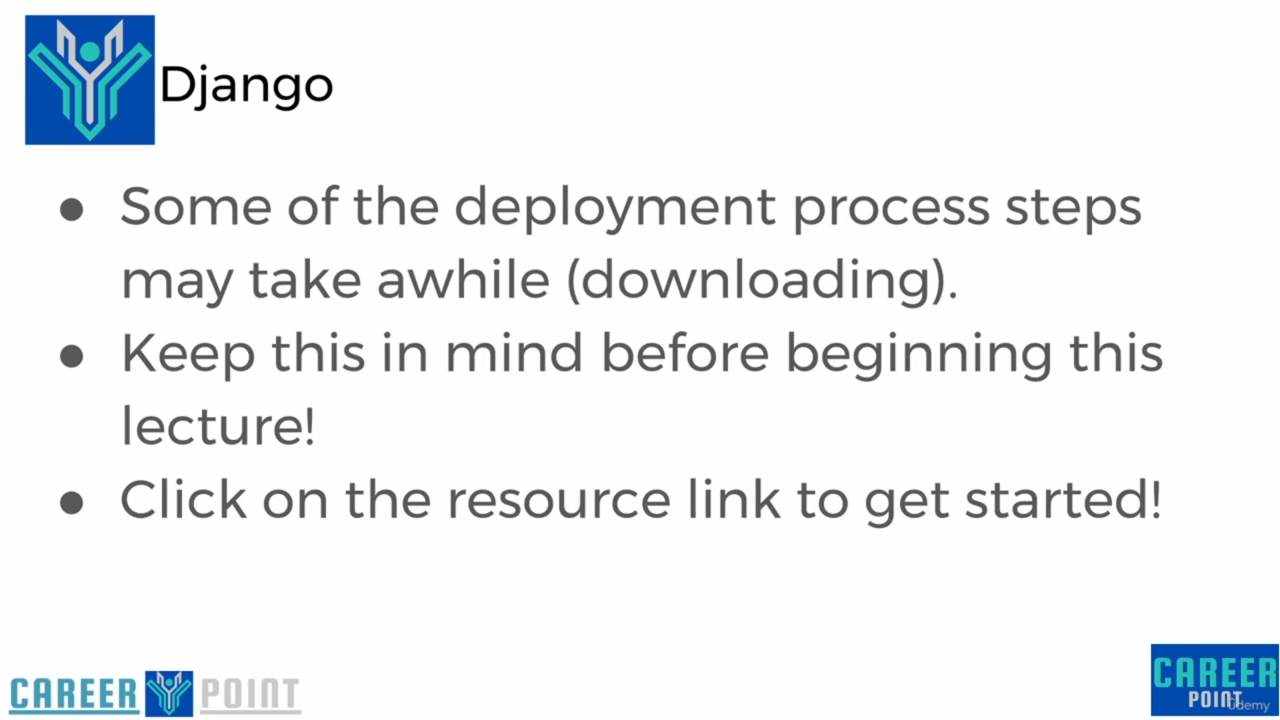 Django
● Some of the deployment process steps
may take awhile (downloading).
● Keep this in mind before beginning this
lecture!
● Click on the resource link to get started!
CAREER POINT
CAREER
POINT
ûdemy